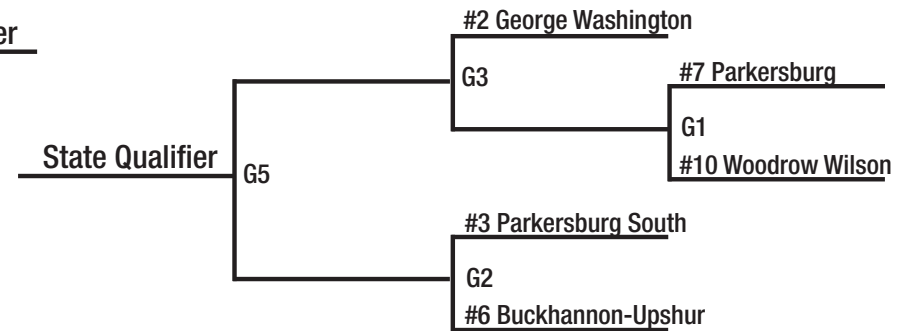 #2 George Washington
G3
#7 Parkersburg
G1
#10 Woodrow Wilson
State Qualifier
G5
#3 Parkersburg South
G2
#6 Buckhannon-Upshur